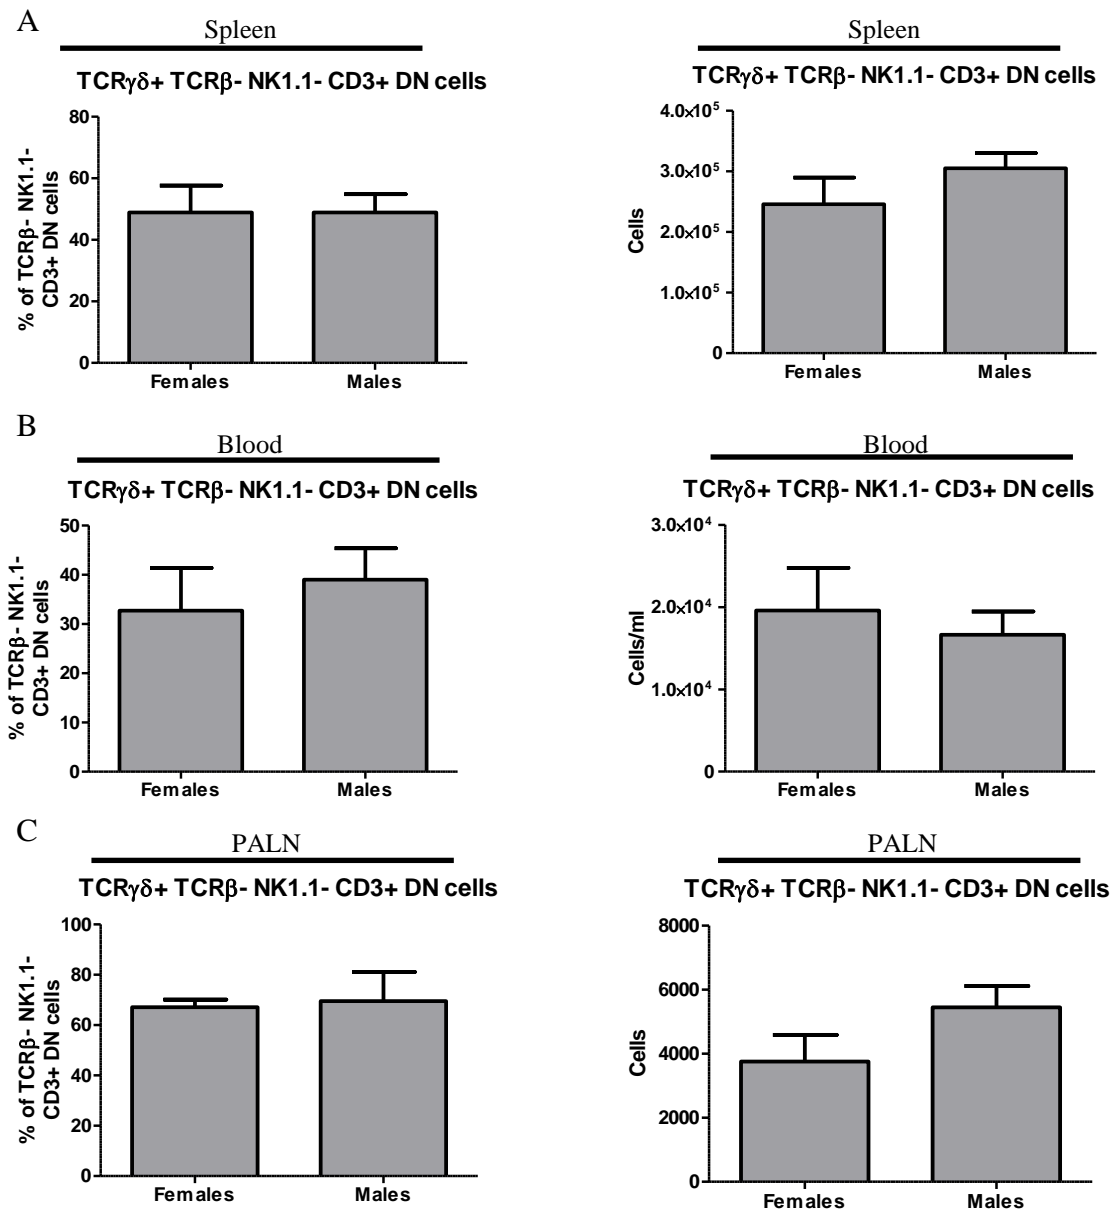 A
Spleen
TCRγδ+ TCRβ- NK1.1- CD3+ DN cells
% of TCRβ- NK1.1-
CD3+ DN cells
80
60
40
20
0
Females Males
Spleen
TCRγδ+ TCRβ- NK1.1- CD3+ DN cells
Cells
4.0×10⁵
3.0×10⁵
2.0×10⁵
1.0×10⁵
0
Females Males
B
Blood
TCRγδ+ TCRβ- NK1.1- CD3+ DN cells
% of TCRβ- NK1.1-
CD3+ DN cells
50
40
30
20
10
0
Females Males
Blood
TCRγδ+ TCRβ- NK1.1- CD3+ DN cells
Cells/ml
3.0×10⁴
2.0×10⁴
1.0×10⁴
0
Females Males
C
PALN
TCRγδ+ TCRβ- NK1.1- CD3+ DN cells
% of TCRβ- NK1.1-
CD3+ DN cells
100
80
60
40
20
0
Females Males
PALN
TCRγδ+ TCRβ- NK1.1- CD3+ DN cells
Cells
8000
6000
4000
2000
0
Females Males